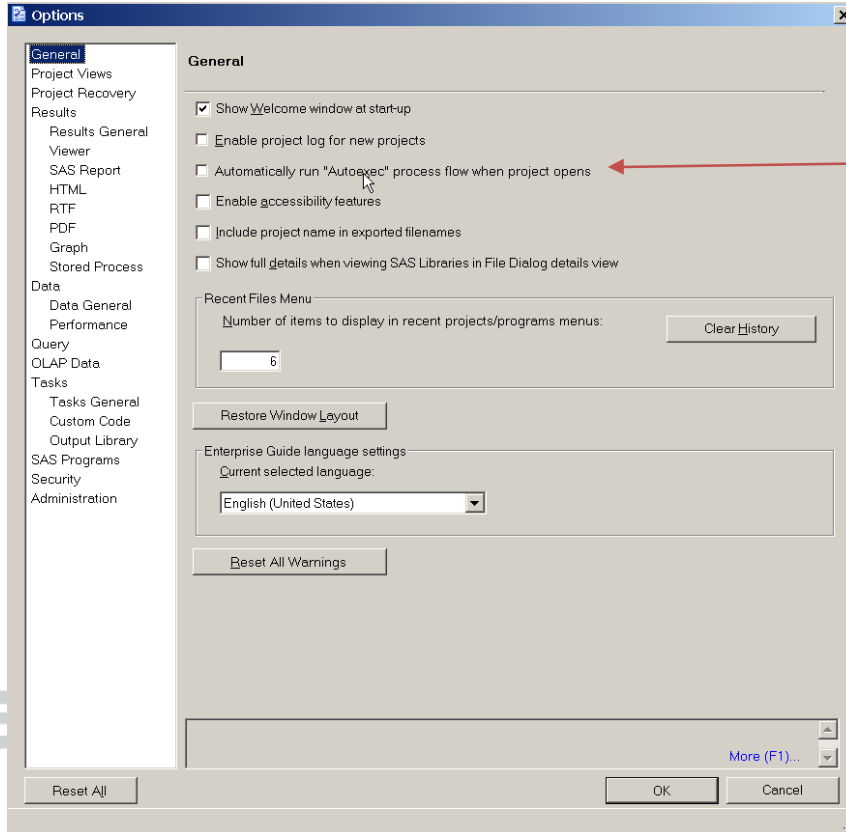 Options
General
Project Views
Project Recovery
Results
Results General
Viewer
SAS Report
HTML
RTF
PDF
Graph
Stored Process
Data
Data General
Performance
Query
OLAP Data
Tasks
Tasks General
Custom Code
Output Library
SAS Programs
Security
Administration
General
Show Welcome window at start-up
Enable project log for new projects
Automatically run "Autoexec" process flow when project opens
Enable accessibility features
Include project name in exported filenames
Show full details when viewing SAS Libraries in File Dialog details view
Recent Files Menu
Number of items to display in recent projects/programs menus:
Clear History
6
Restore Window Layout
Enterprise Guide language settings
Current selected language:
English (United States)
Reset All Warnings
More (F1)...
Reset All
OK
Cancel